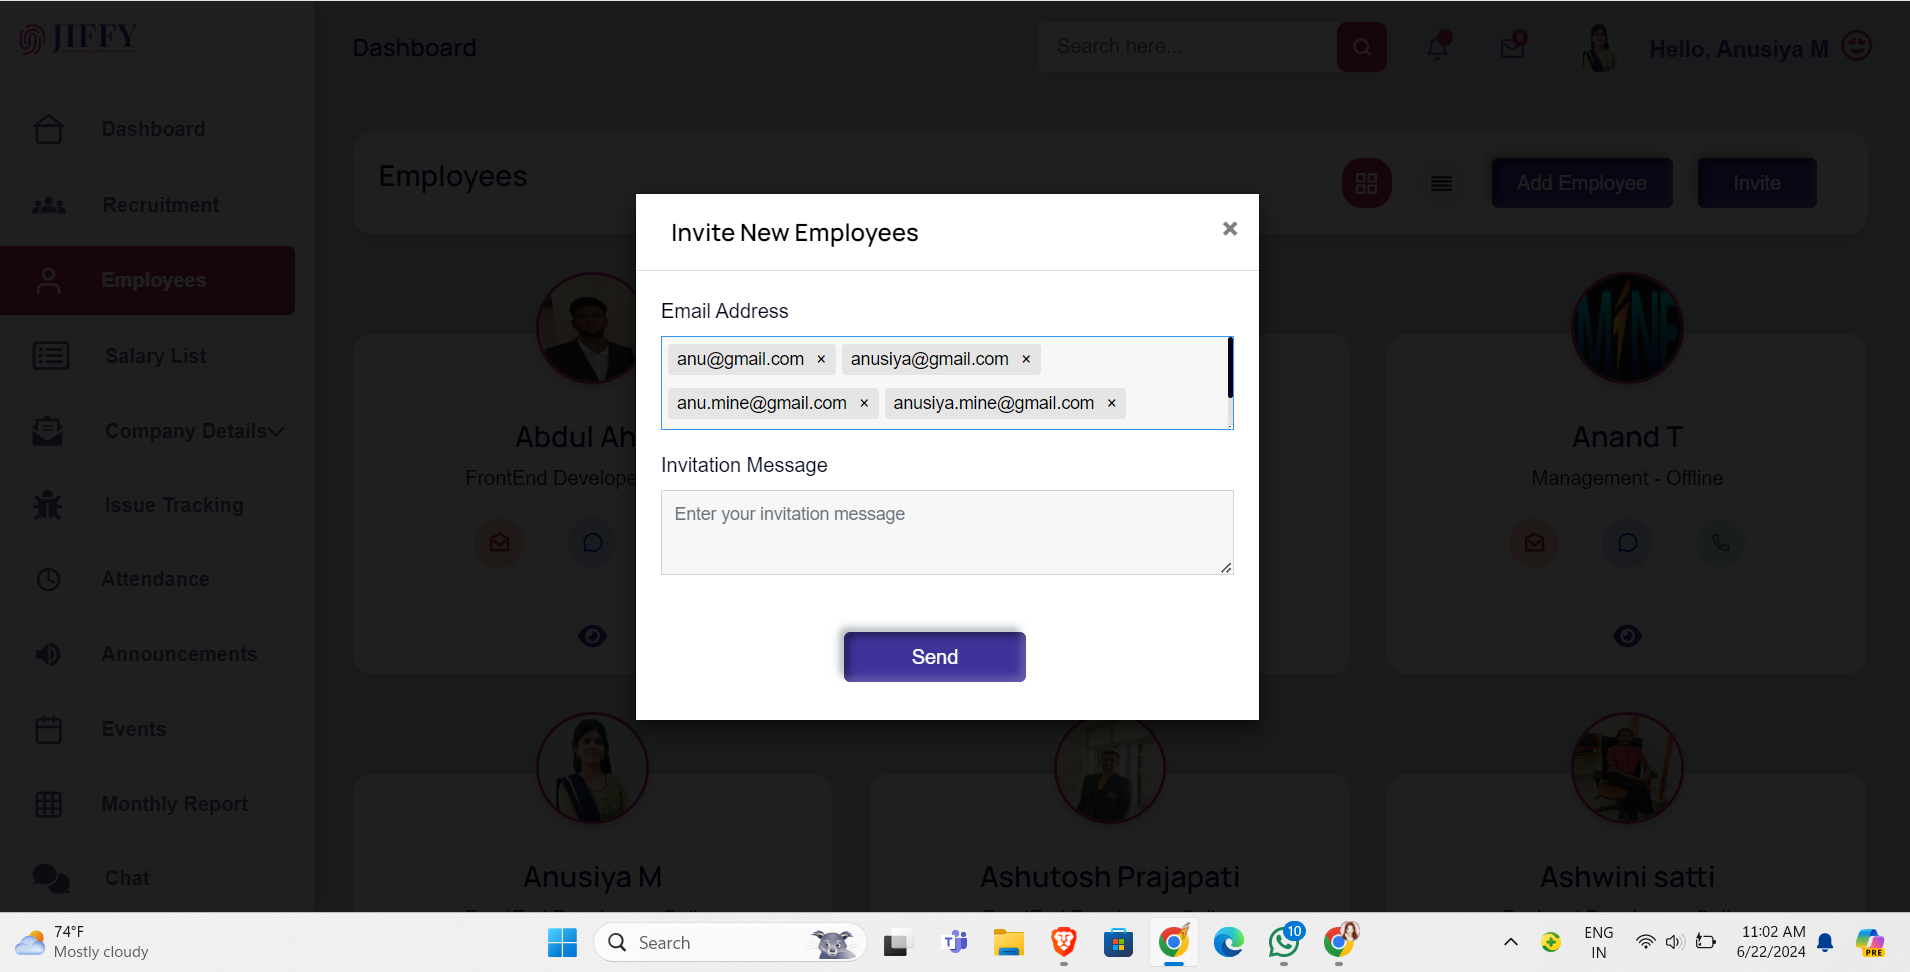 JIFFY
Dashboard
Search here...
0
Hello, Anusiya M
Dashboard
Recruitment
Employees
Salary List
Company Details
Issue Tracking
Attendance
Announcements
Events
Monthly Report
Chat
Employees
Add Employee
Invite
Invite New Employees
×
Email Address
anu@gmail.com × anusiya@gmail.com ×
anu.mine@gmail.com × anusiya.mine@gmail.com ×
Invitation Message
Enter your invitation message
Send
Abdul Ah
FrontEnd Develope
MINE
Anand T
Management - Offline
Anusiya M
Ashutosh Prajapati
Ashwini satti
74°F
Mostly cloudy
Search
10
ENG
IN
11:02 AM
6/22/2024
PRE